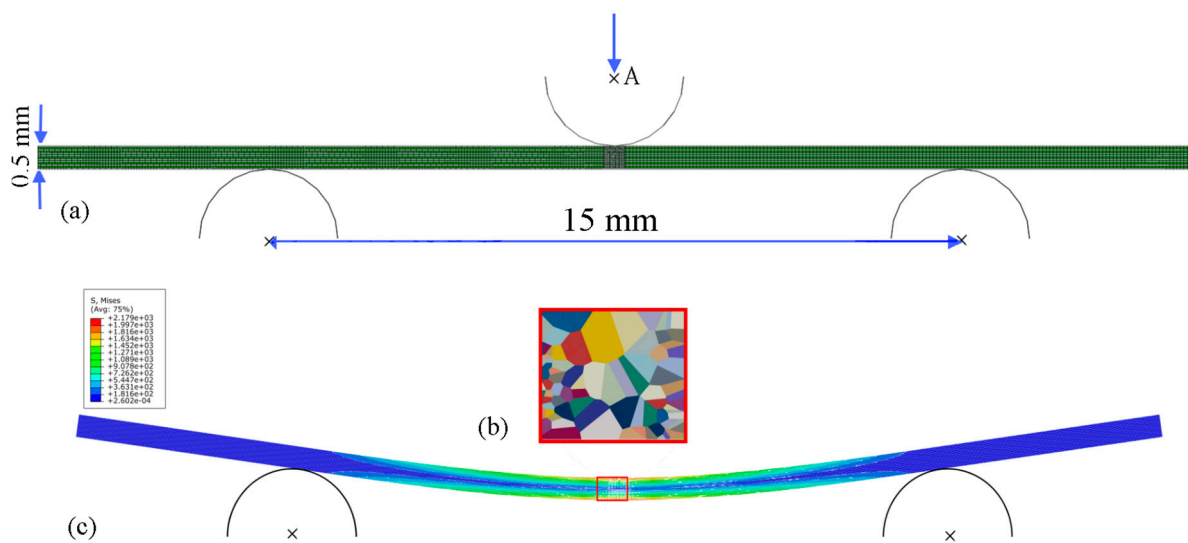 A
0.5 mm
(a)
15 mm
S, Mises
(Avg: 75%)
+2.179e+03
+1.997e+03
+1.816e+03
+1.634e+03
+1.452e+03
+1.271e+03
+1.089e+03
+9.078e+02
+7.262e+02
+5.447e+02
+3.631e+02
+1.816e+02
+2.602e-04
(b)
(c)